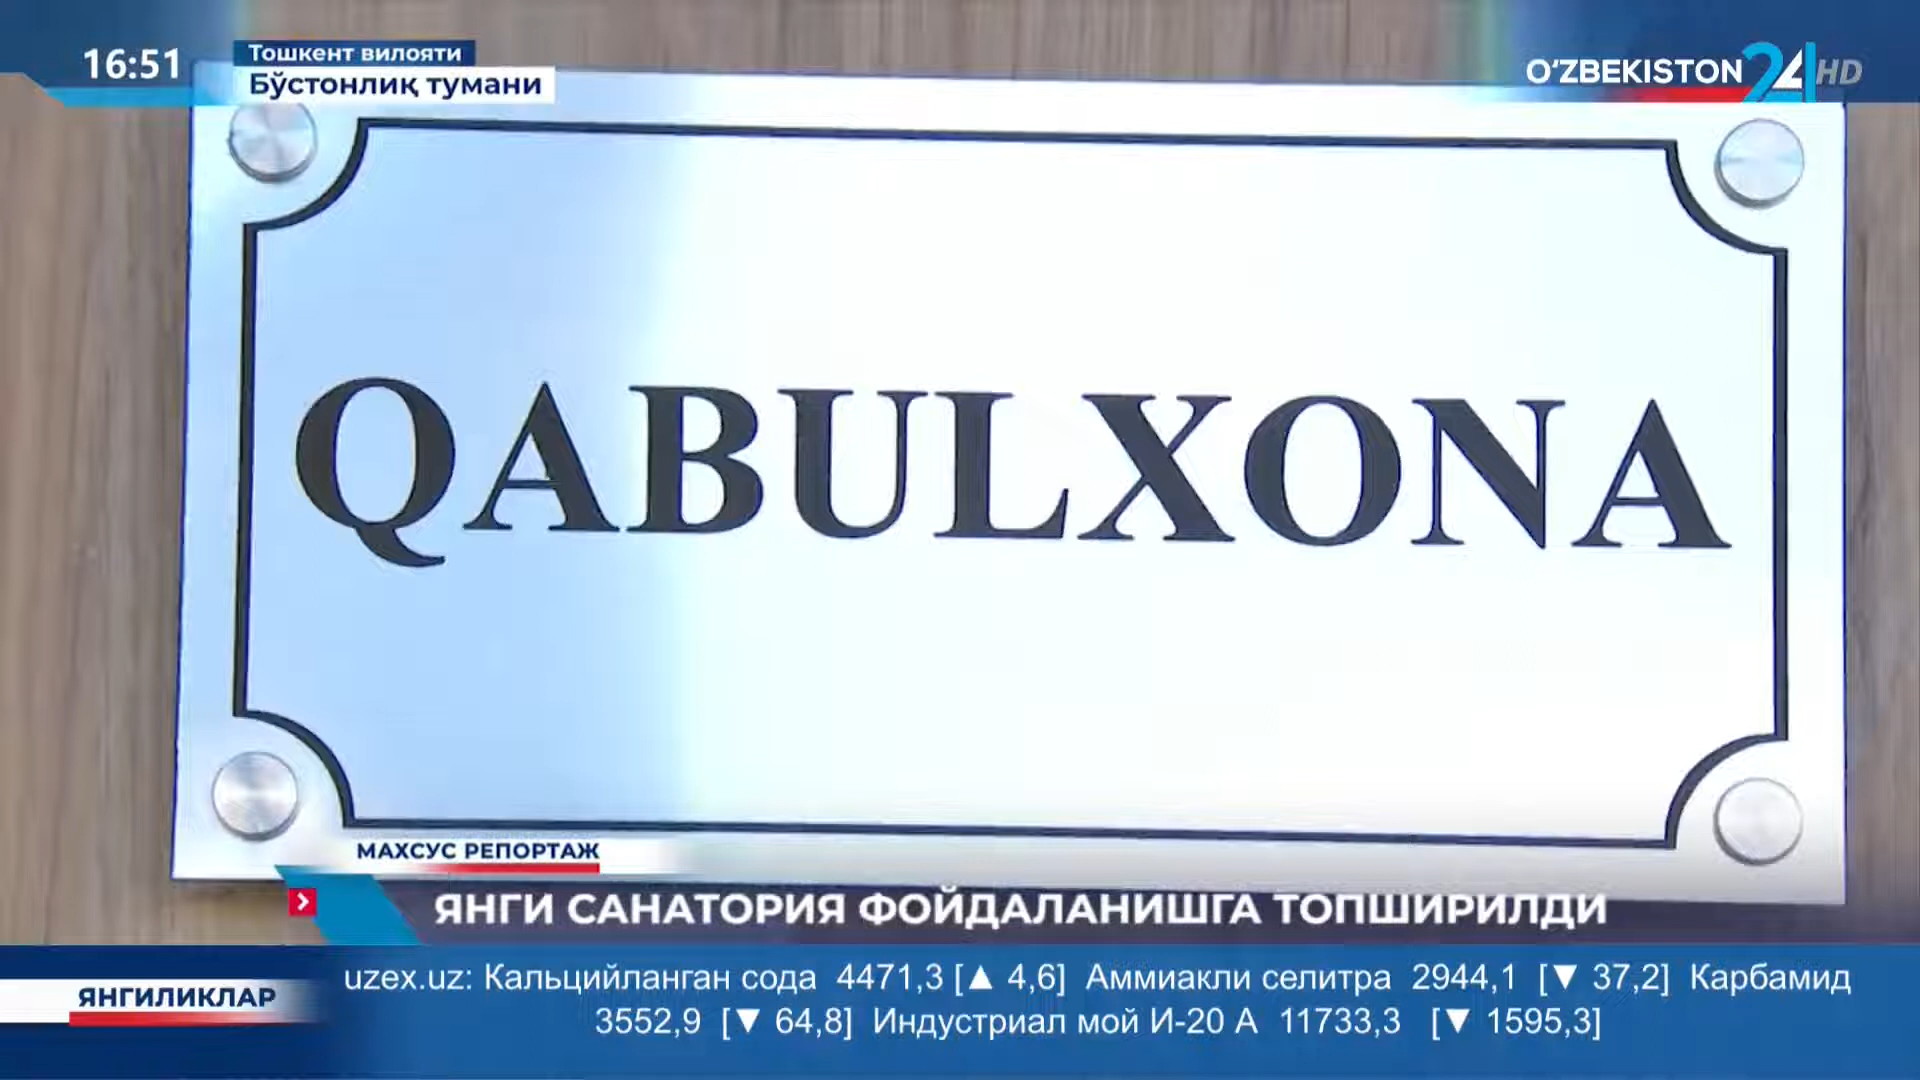 16:51
Тошкент вилояти
Бўстонлиқ тумани
O‘ZBEKISTON 24 HD
QABULXONA
МАХСУС РЕПОРТАЖ
ЯНГИ САНАТОРИЯ ФОЙДАЛАНИШГА ТОПШИРИЛДИ
ЯНГИЛИКЛАР
uzex.uz: Кальцийланган сода 4471,3 [▲ 4,6] Аммиакли селитра 2944,1 [▼ 37,2] Карбамид
3552,9 [▼ 64,8] Индустриал мой И-20 А 11733,3 [▼ 1595,3]